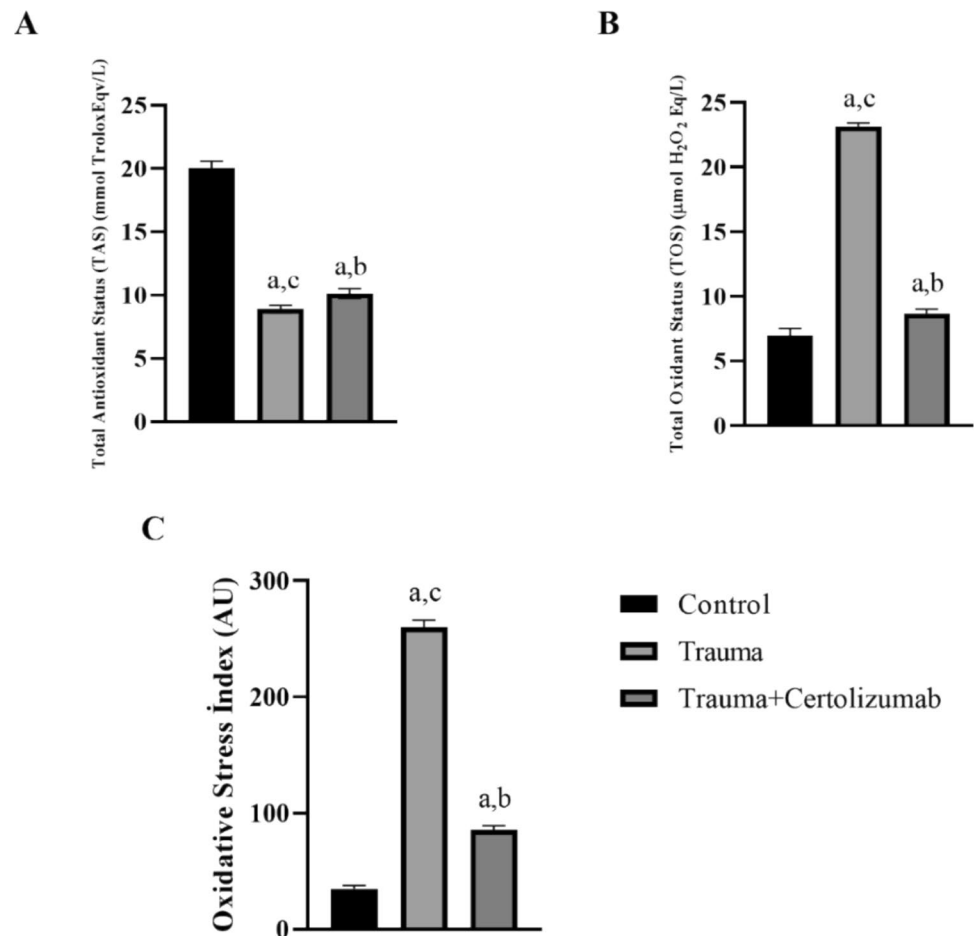 A
Total Antioxidant Status (TAS) (mmol TroloxEqv/L)
25
20
15
10
5
0
a,c
a,b
B
Total Oxidant Status (TOS) (µmol H₂O₂ Eq/L)
25
20
15
10
5
0
a,c
a,b
C
Oxidative Stress İndex (AU)
300
200
100
0
a,c
a,b
Control
Trauma
Trauma+Certolizumab